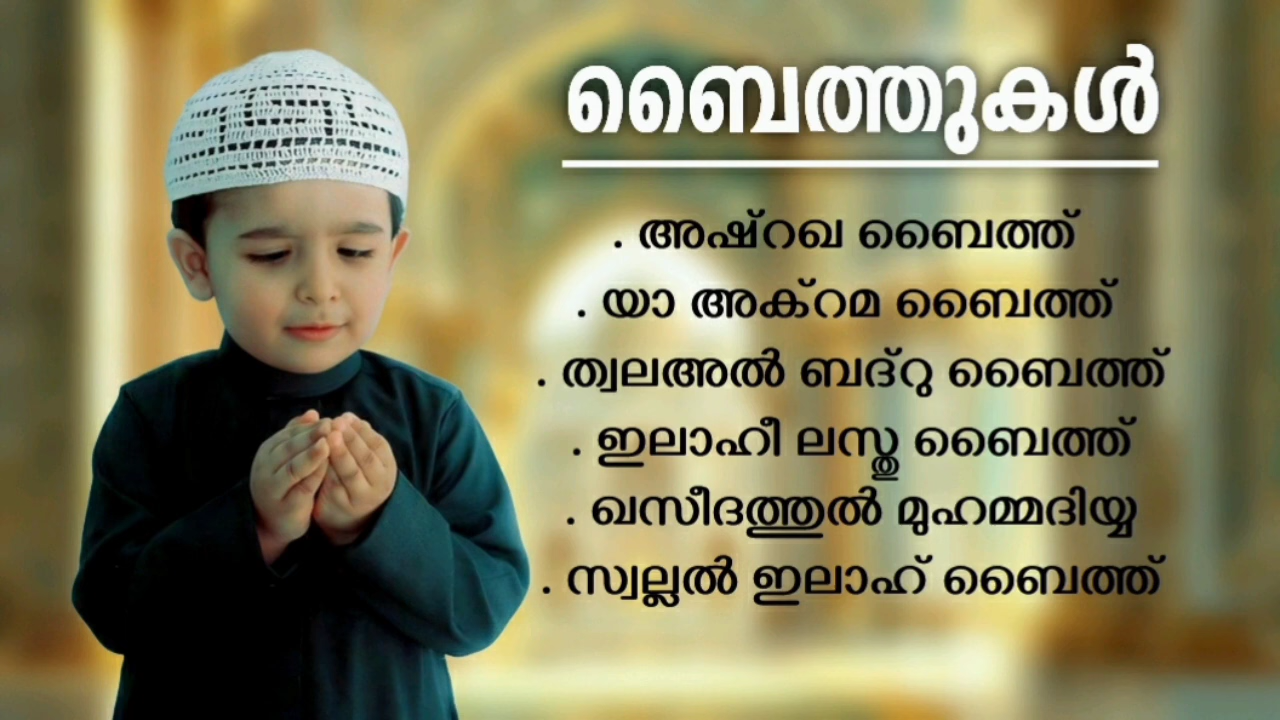 ബൈത്തുകൾ
. അഷ്റഖ ബൈത്ത്
. യാ അക്റമ ബൈത്ത്
. ത്വലഅൽ ബദ്റു ബൈത്ത്
. ഇലാഹീ ലസ്തു ബൈത്ത്
. ഖസീദത്തുൽ മുഹമ്മദിയ്യ
. സ്വല്ലൽ ഇലാഹ് ബൈത്ത്